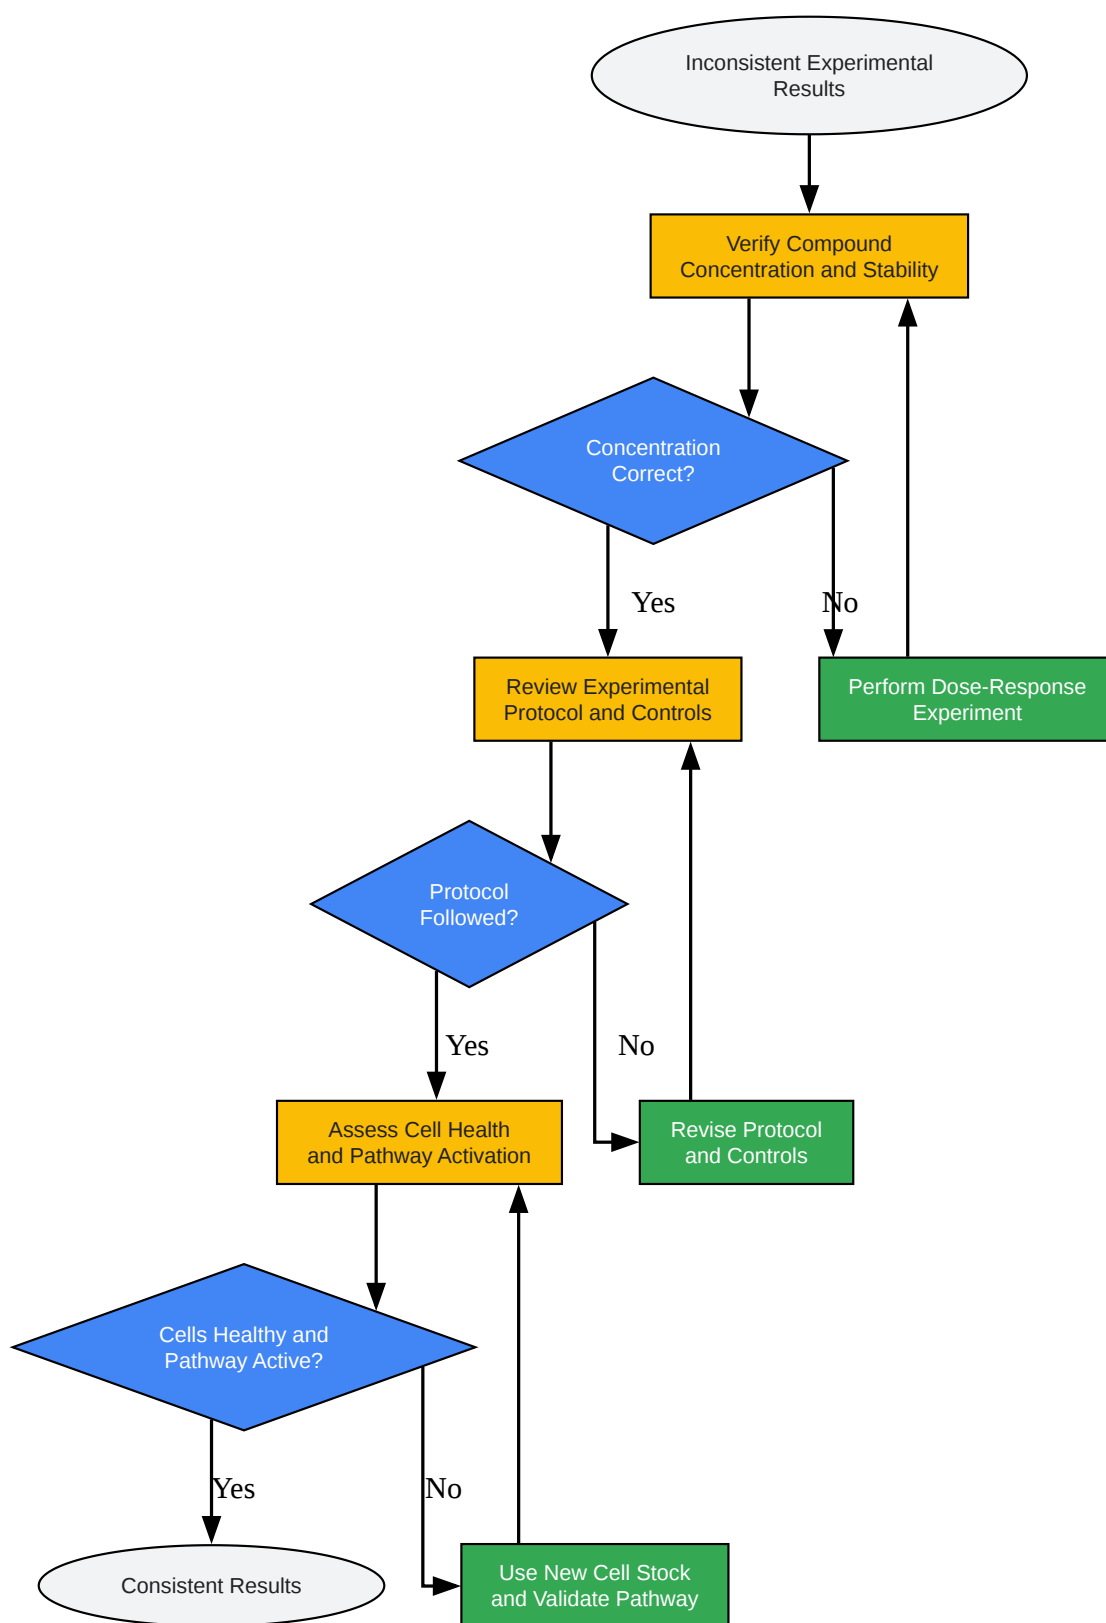 Inconsistent Experimental
Results
Verify Compound
Concentration and Stability
Concentration
Correct?
Yes
No
Review Experimental
Protocol and Controls
Perform Dose-Response
Experiment
Protocol
Followed?
Yes
No
Assess Cell Health
and Pathway Activation
Revise Protocol
and Controls
Cells Healthy and
Pathway Active?
Yes
No
Consistent Results
Use New Cell Stock
and Validate Pathway